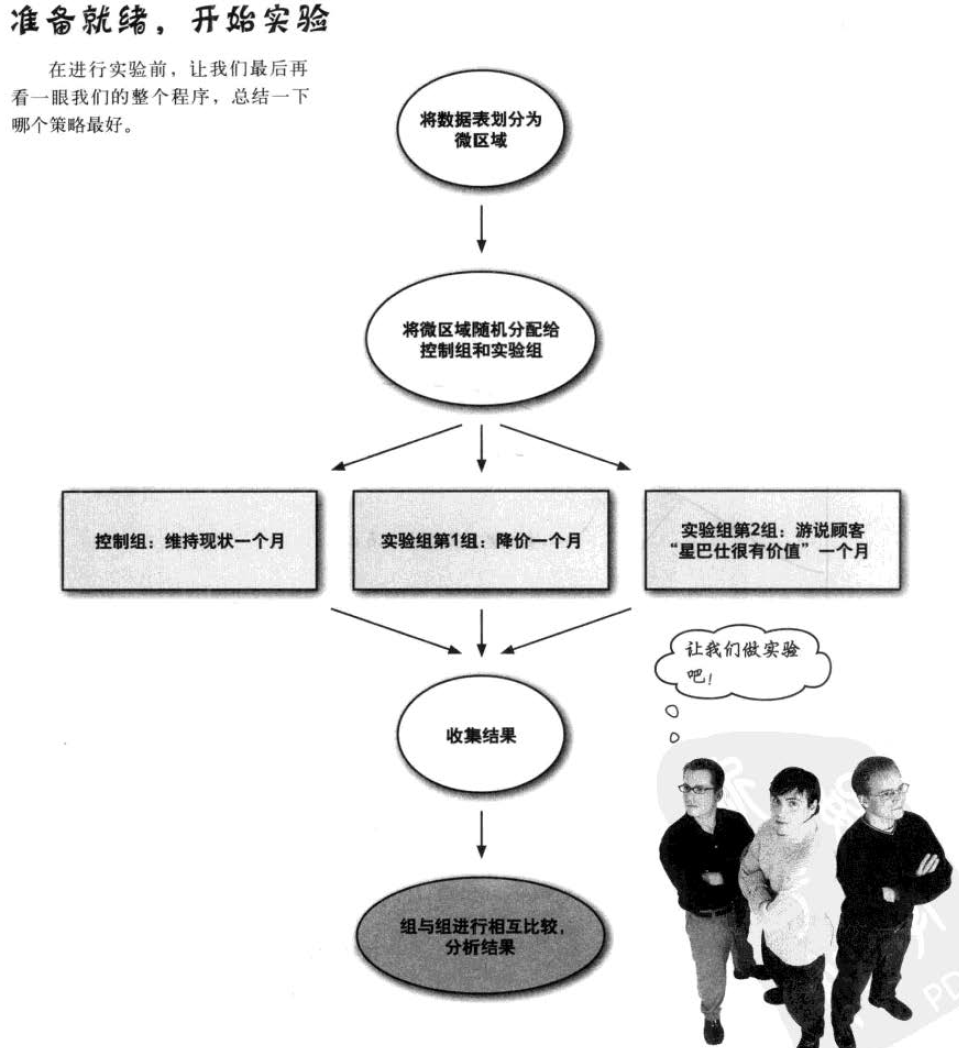 准备就绪，开始实验
在进行实验前，让我们最后再
看一眼我们的整个程序，总结一下
哪个策略最好。
将数据表划分为
微区域
将微区域随机分配给
控制组和实验组
控制组：维持现状一个月
实验组第1组：降价一个月
实验组第2组：游说顾客
“星巴仕很有价值”一个月
让我们做实验
吧！
收集结果
组与组进行相互比较，
分析结果